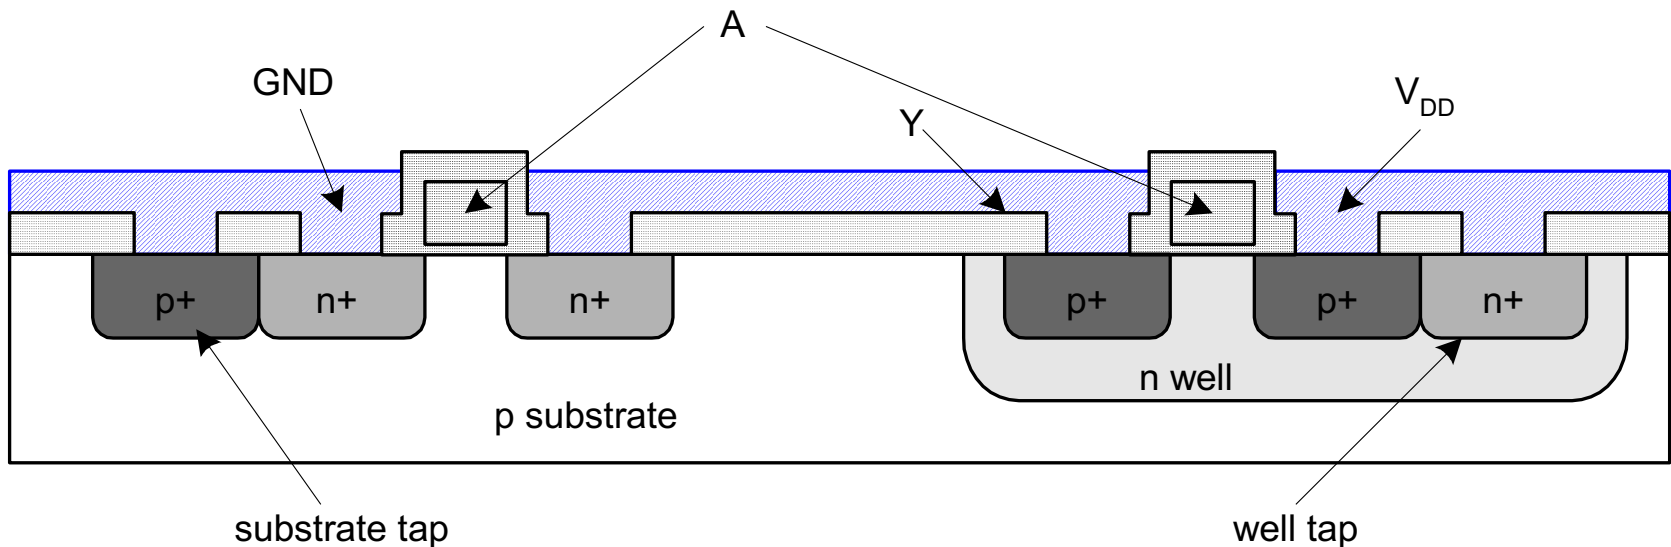 A
GND
Y
V_DD
p+
n+
n+
p+
p+
n+
n well
p substrate
substrate tap
well tap